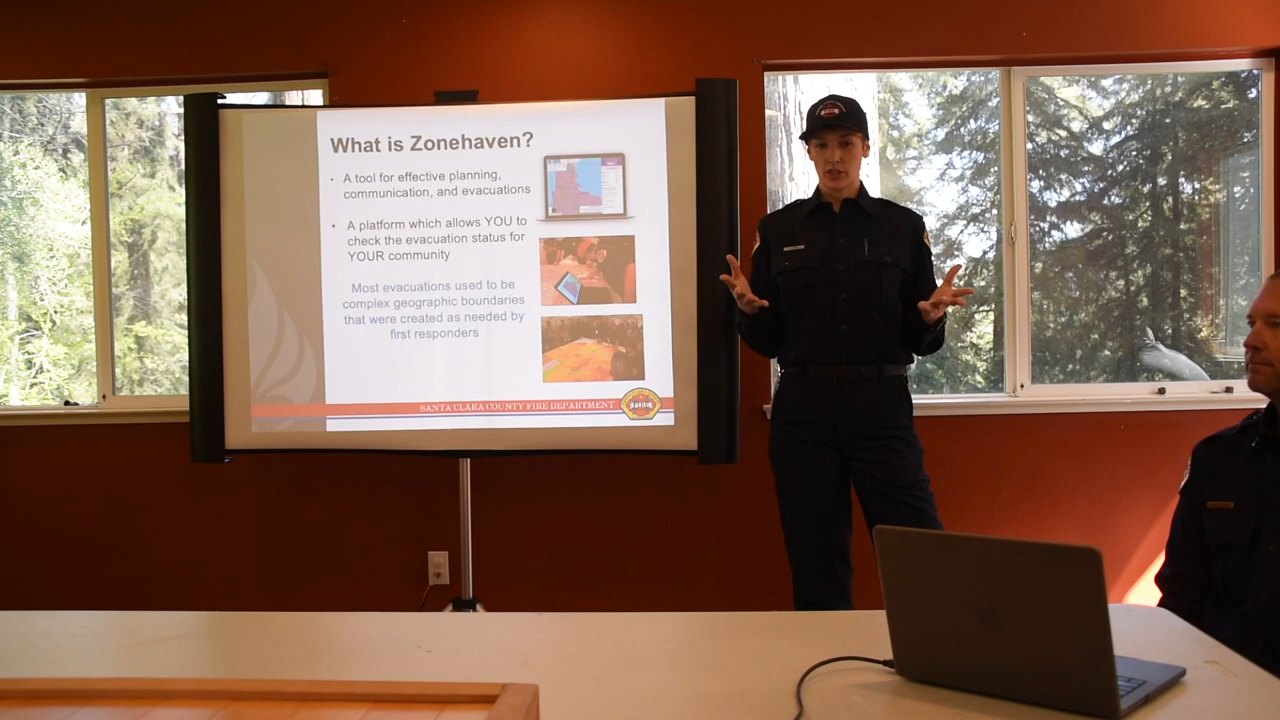 What is Zonehaven?
• A tool for effective planning,
communication, and evacuations
• A platform which allows YOU to
check the evacuation status for
YOUR community
Most evacuations used to be
complex geographic boundaries
that were created as needed by
first responders
SANTA CLARA COUNTY FIRE DEPARTMENT
FIRE